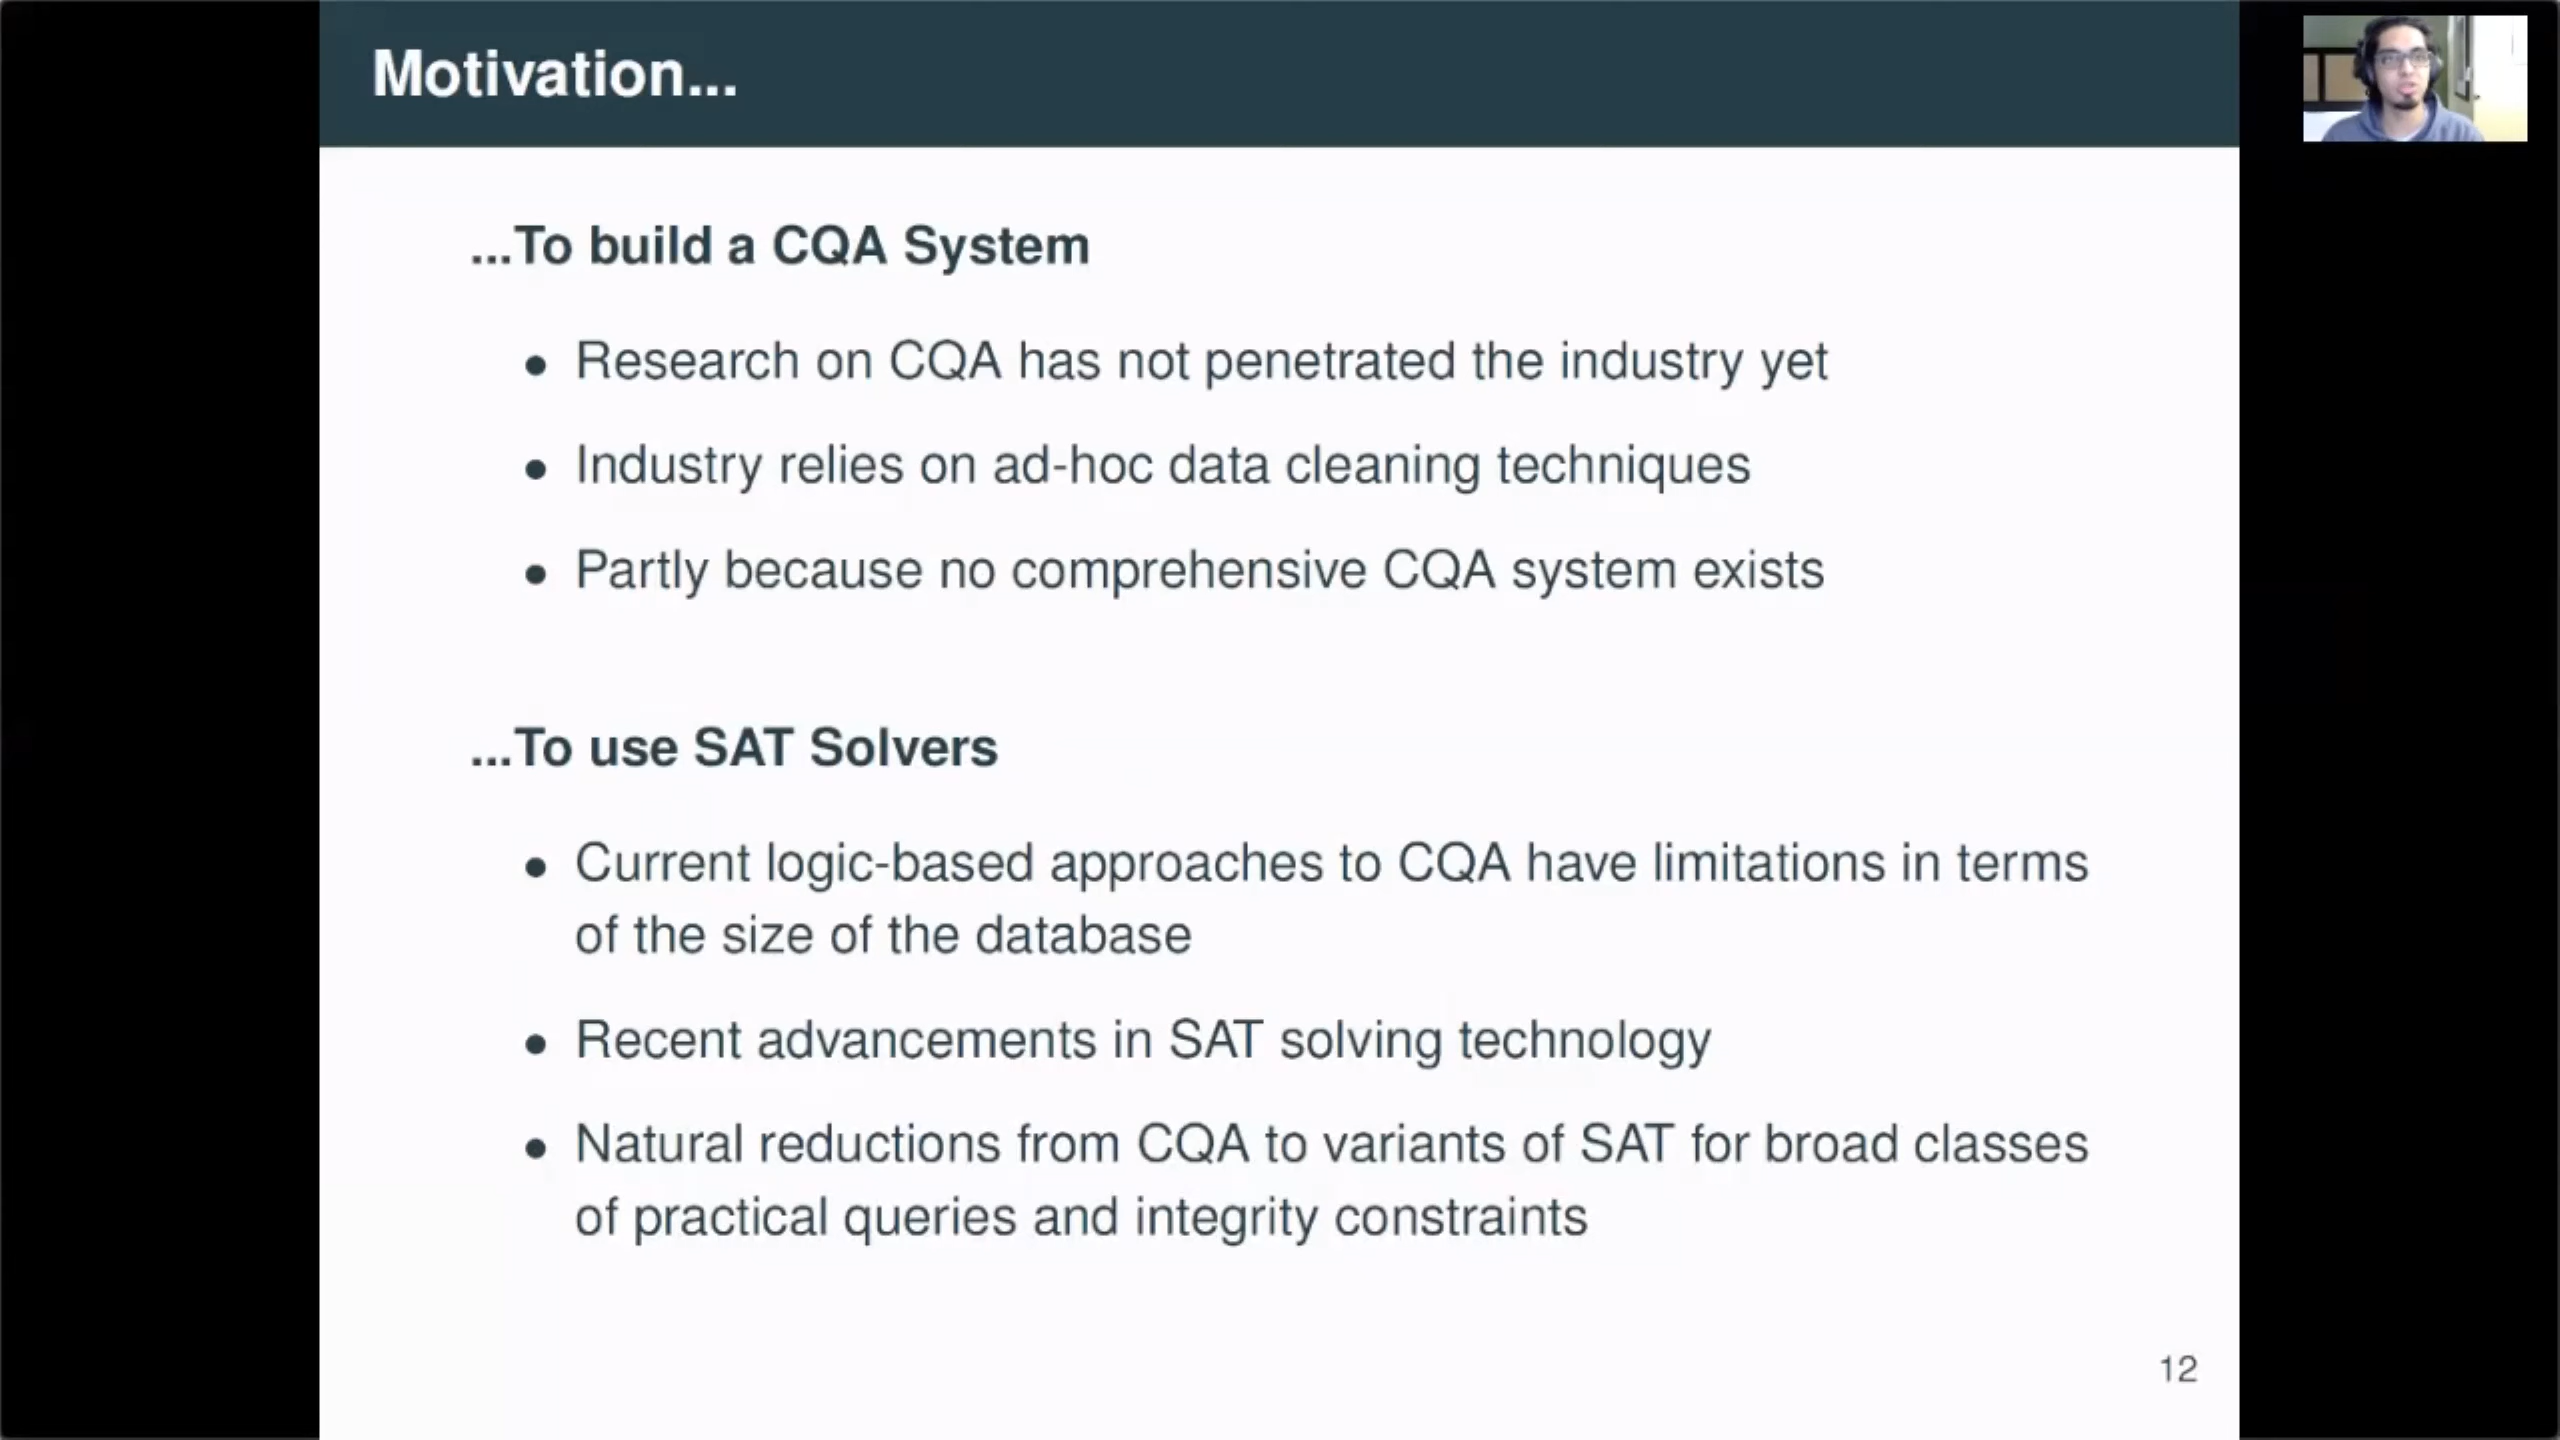 Motivation...
...To build a CQA System
• Research on CQA has not penetrated the industry yet
• Industry relies on ad-hoc data cleaning techniques
• Partly because no comprehensive CQA system exists
...To use SAT Solvers
• Current logic-based approaches to CQA have limitations in terms
of the size of the database
• Recent advancements in SAT solving technology
• Natural reductions from CQA to variants of SAT for broad classes
of practical queries and integrity constraints
12